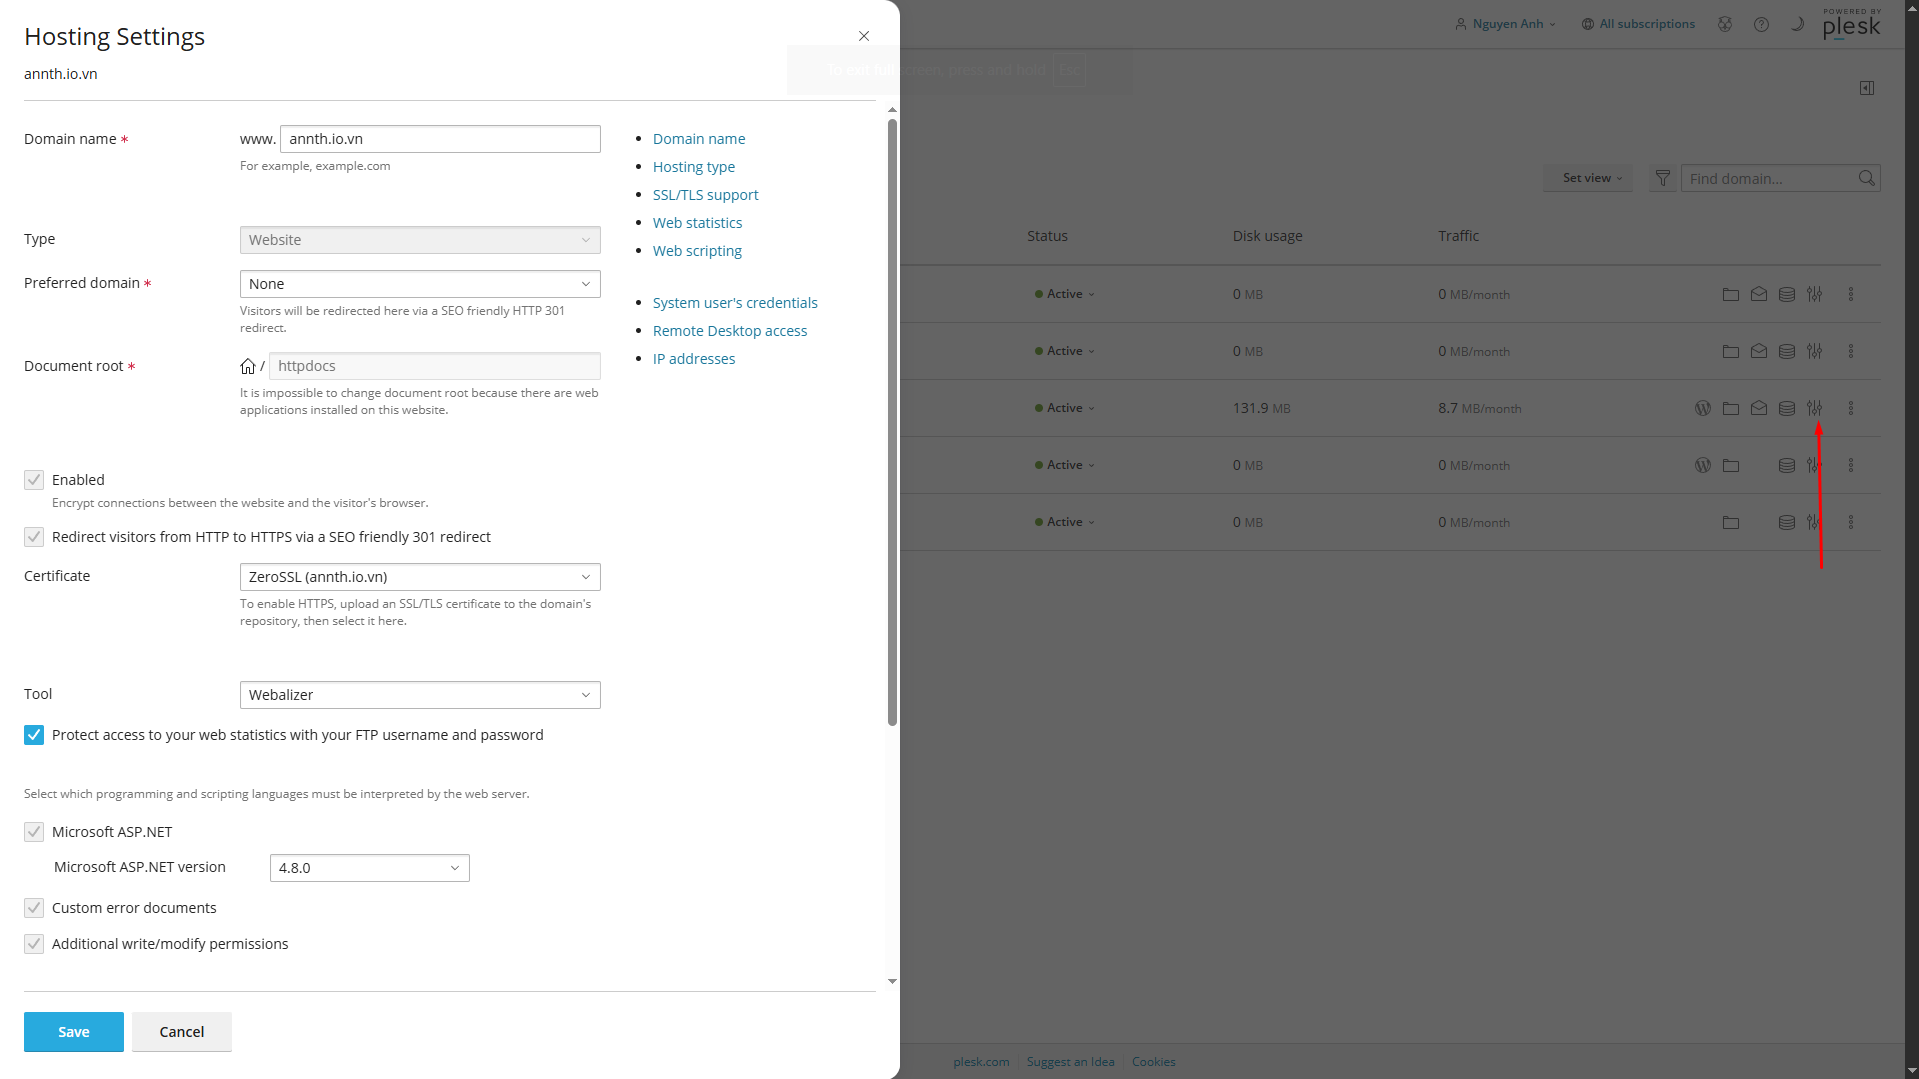 Hosting Settings
annth.io.vn
Domain name *
www. annth.io.vn
For example, example.com
Type
Website
Preferred domain *
None
Visitors will be redirected here via a SEO friendly HTTP 301
redirect.
Document root *
/ httpdocs
It is impossible to change document root because there are web
applications installed on this website.
Enabled
Encrypt connections between the website and the visitor's browser.
Redirect visitors from HTTP to HTTPS via a SEO friendly 301 redirect
Certificate
ZeroSSL (annth.io.vn)
To enable HTTPS, upload an SSL/TLS certificate to the domain's
repository, then select it here.
Tool
Webalizer
Protect access to your web statistics with your FTP username and password
Select which programming and scripting languages must be interpreted by the web server.
Microsoft ASP.NET
Microsoft ASP.NET version
4.8.0
Custom error documents
Additional write/modify permissions
Save
Cancel
Domain name
Hosting type
SSL/TLS support
Web statistics
Web scripting
System user's credentials
Remote Desktop access
IP addresses
To exit full screen, press and hold Esc
Nguyen Anh
All subscriptions
POWERED BY
plesk
Set view
Find domain...
Status Disk usage Traffic
Active 0 MB 0 MB/month
Active 0 MB 0 MB/month
Active 131.9 MB 8.7 MB/month
Active 0 MB 0 MB/month
Active 0 MB 0 MB/month
plesk.com Suggest an Idea Cookies